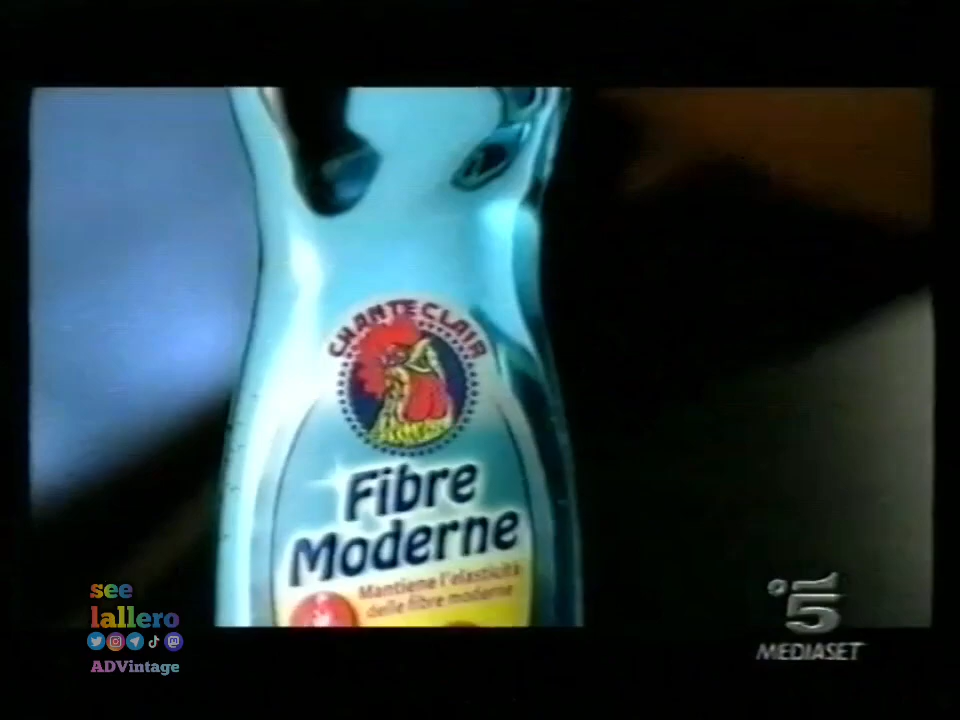 CHANTECLAIR
Fibre
Moderne
Mantiene l'elasticità
delle fibre moderne
see
lallero
ADVintage
5
MEDIASET